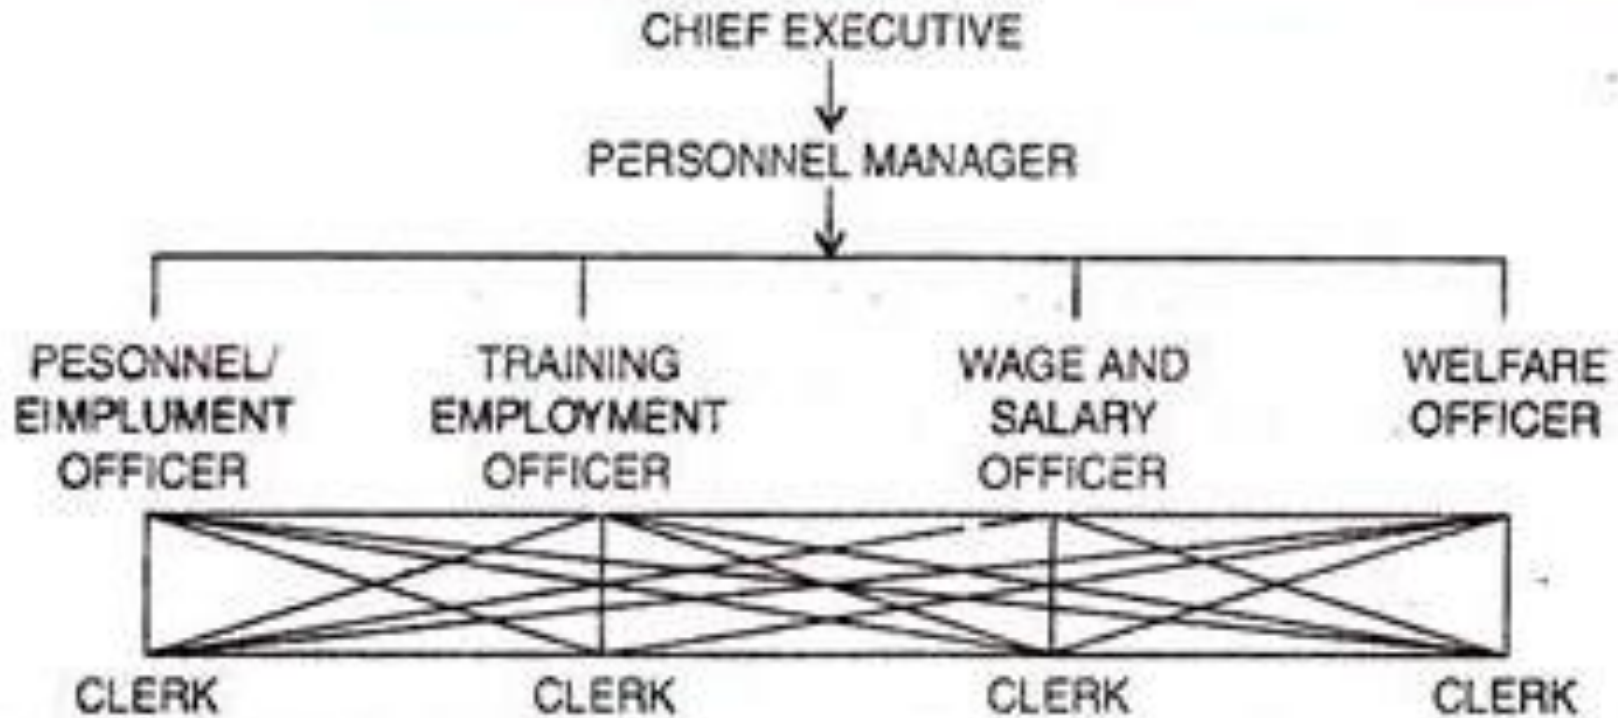 CHIEF EXECUTIVE
PERSONNEL MANAGER
PESONNEL/
EIMPLUMENT
OFFICER
TRAINING
EMPLOYMENT
OFFICER
WAGE AND
SALARY
OFFICER
WELFARE
OFFICER
CLERK
CLERK
CLERK
CLERK